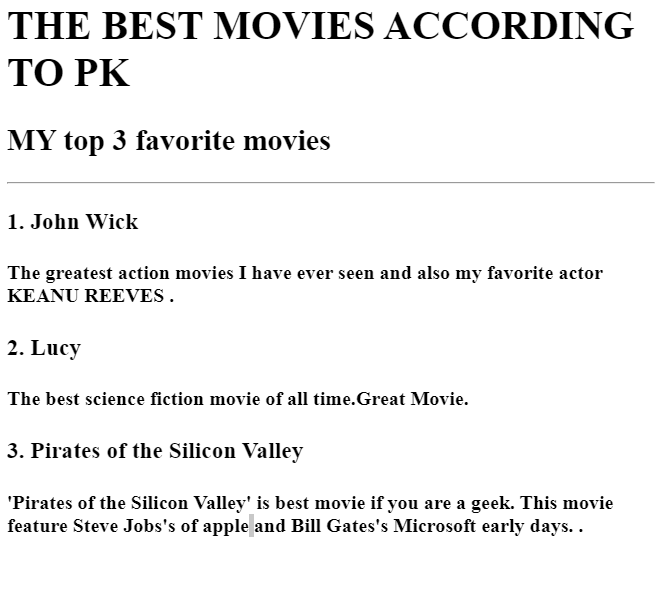 THE BEST MOVIES ACCORDING
TO PK
MY top 3 favorite movies
1. John Wick
The greatest action movies I have ever seen and also my favorite actor
KEANU REEVES .
2. Lucy
The best science fiction movie of all time.Great Movie.
3. Pirates of the Silicon Valley
'Pirates of the Silicon Valley' is best movie if you are a geek. This movie
feature Steve Jobs's of apple and Bill Gates's Microsoft early days. .